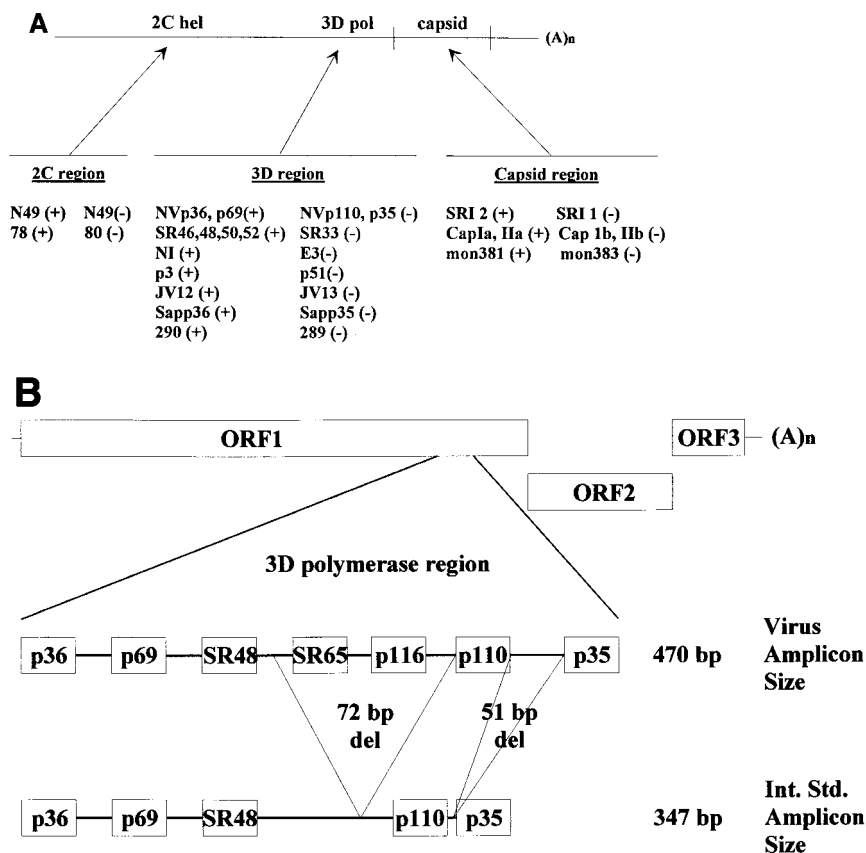 A
2C hel 3D pol capsid (A)n
2C region 3D region Capsid region
N49 (+) N49(-) NVp36, p69(+) NVp110, p35 (-) SRI 2 (+) SRI 1 (-)
78 (+) 80 (-) SR46,48,50,52 (+) SR33 (-) CapIa, IIa (+) Cap 1b, IIb (-)
NI (+) E3(-) mon381 (+) mon383 (-)
p3 (+) p51(-)
JV12 (+) JV13 (-)
Sapp36 (+) Sapp35 (-)
290 (+) 289 (-)
B
ORF1 ORF3 (A)n
ORF2
3D polymerase region
p36 p69 SR48 SR65 p116 p110 p35 470 bp Virus Amplicon Size
72 bp del 51 bp del
p36 p69 SR48 p110 p35 347 bp Int. Std. Amplicon Size